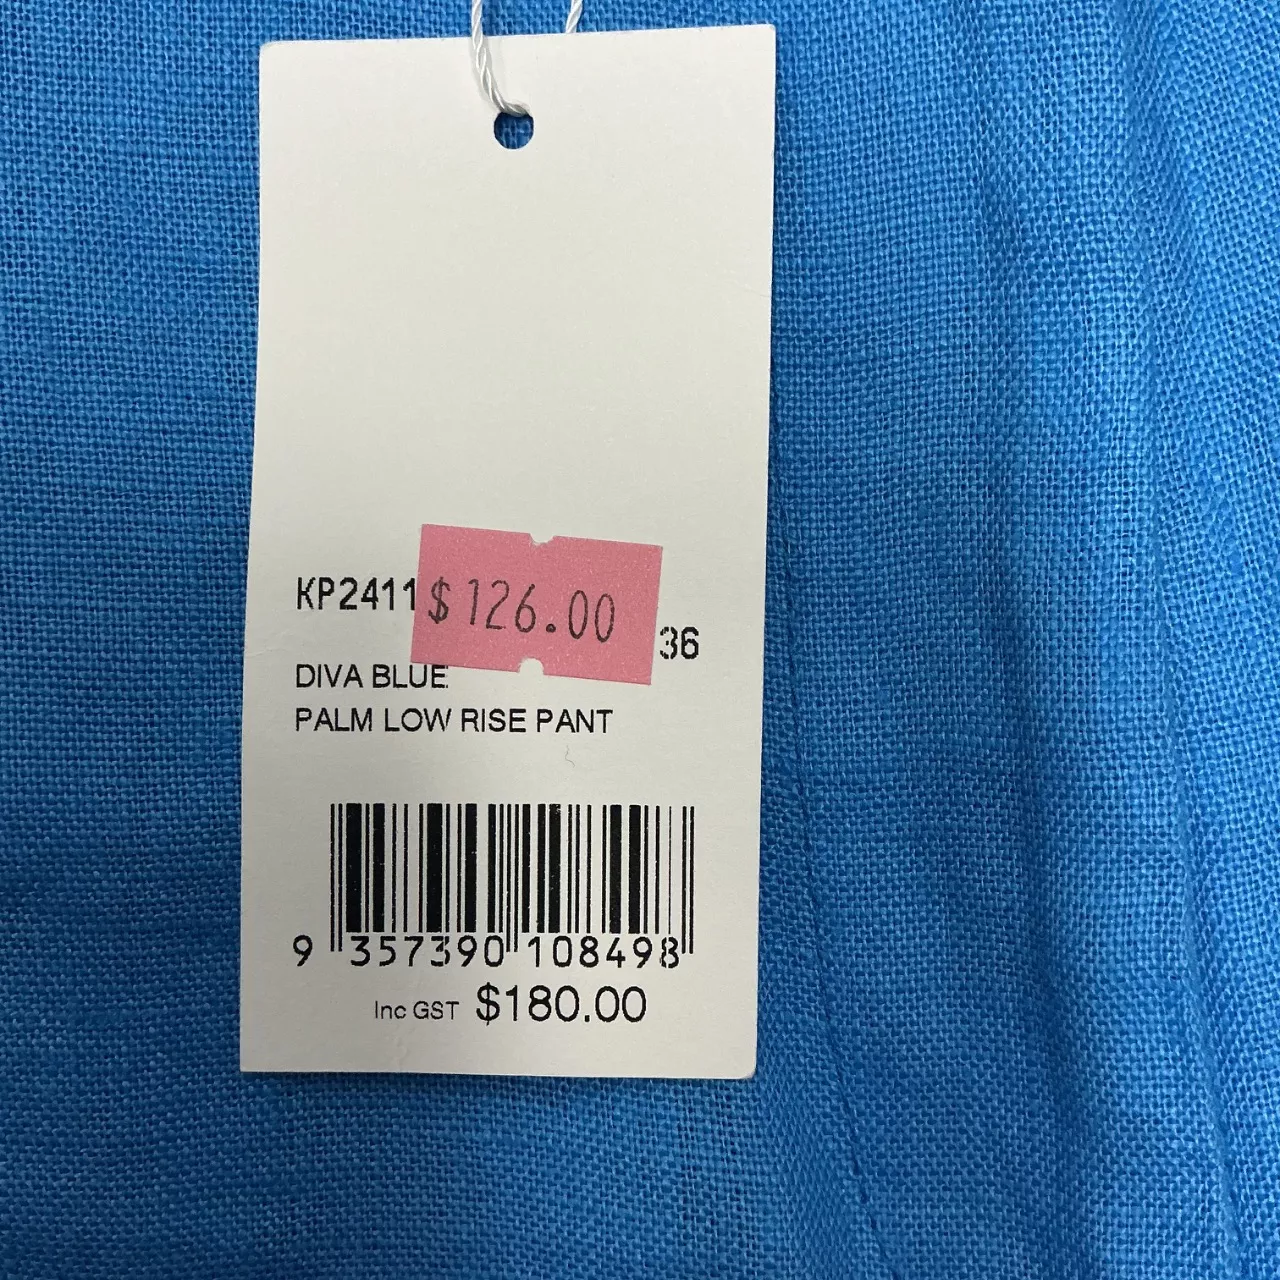 KP2411
$126.00
36
DIVA BLUE
PALM LOW RISE PANT
9 357390 108498
Inc GST $180.00